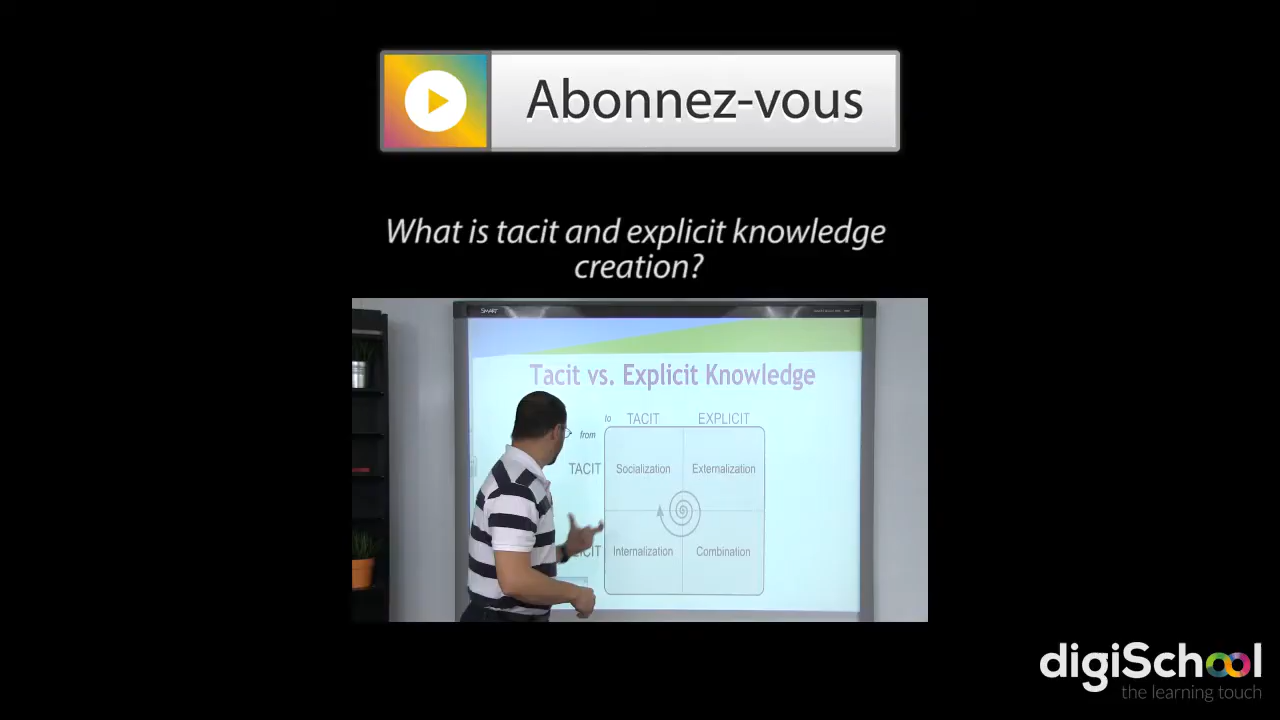 Abonnez-vous
What is tacit and explicit knowledge
creation?
SMART
Tacit vs. Explicit Knowledge
to TACIT EXPLICIT
from
TACIT Socialization Externalization
Internalization Combination
digiSchool
the learning touch